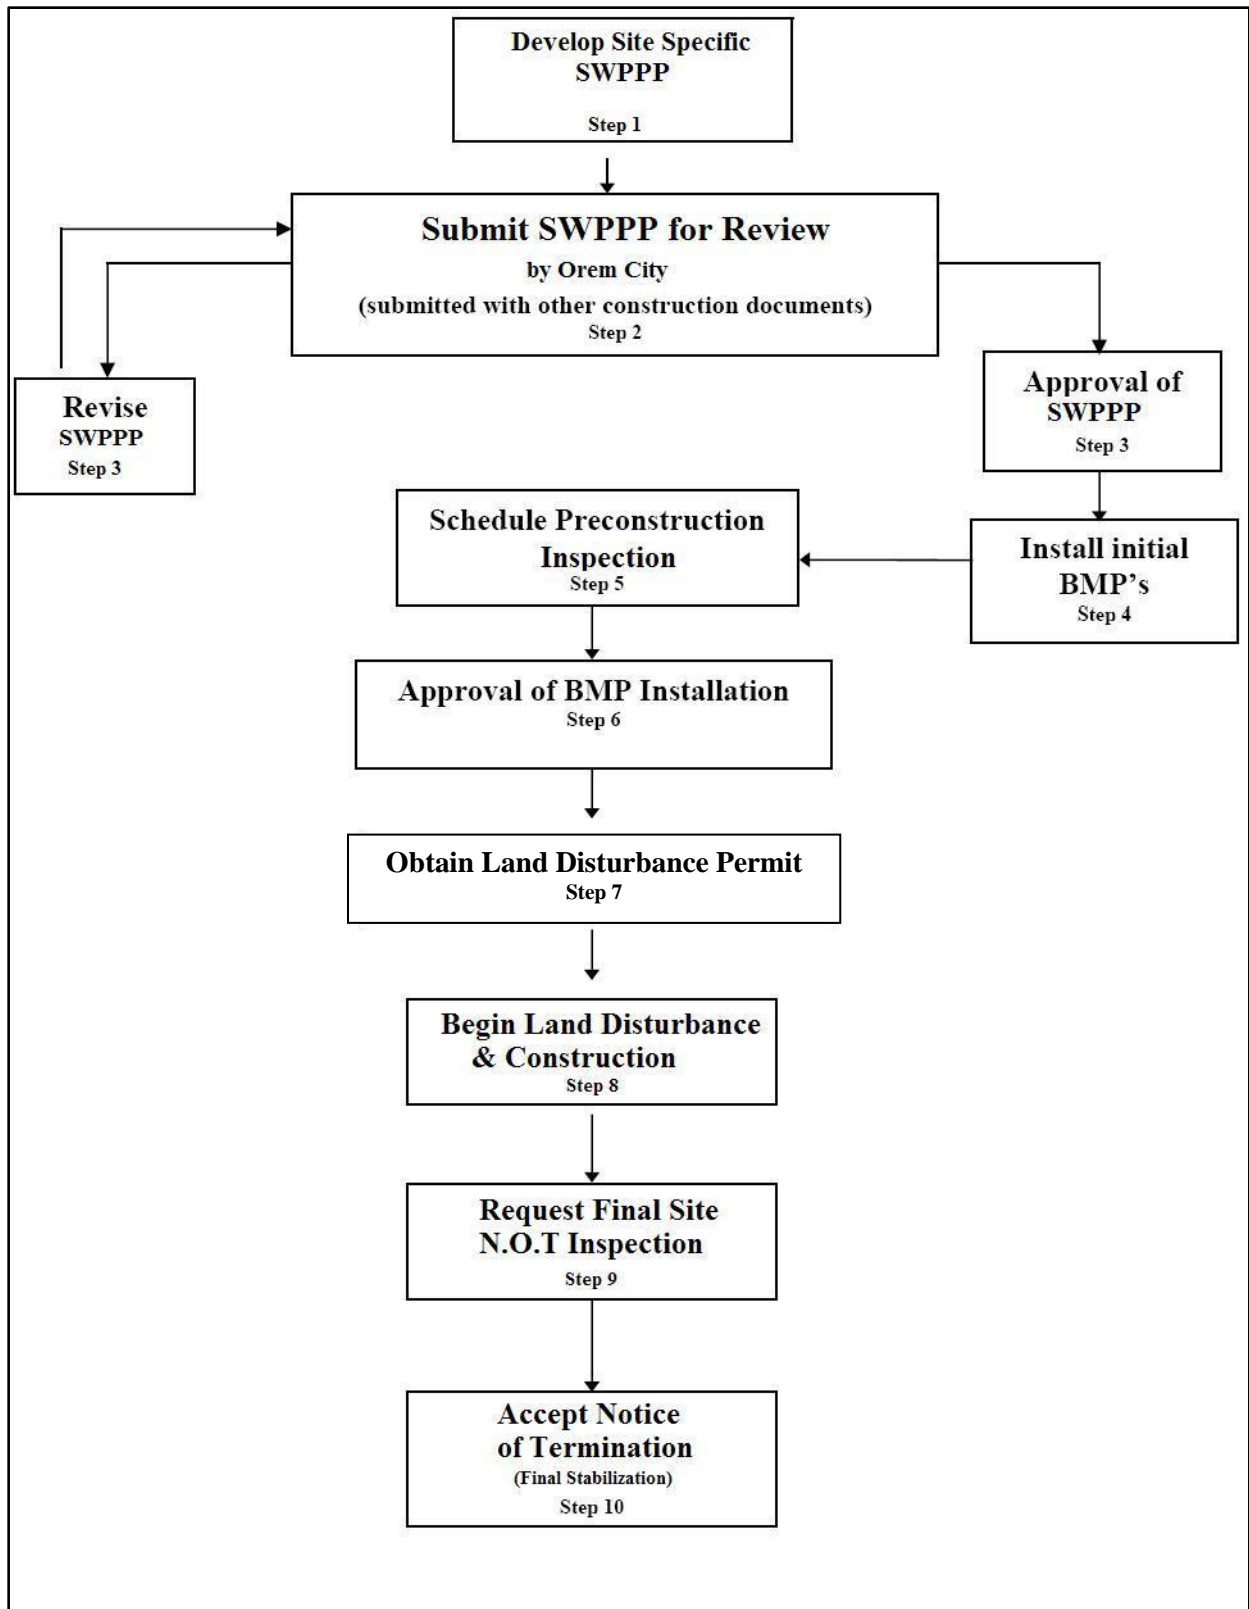 Develop Site Specific
SWPPP
Step 1
Submit SWPPP for Review
by Orem City
(submitted with other construction documents)
Step 2
Revise
SWPPP
Step 3
Approval of
SWPPP
Step 3
Install initial
BMP’s
Step 4
Schedule Preconstruction
Inspection
Step 5
Approval of BMP Installation
Step 6
Obtain Land Disturbance Permit
Step 7
Begin Land Disturbance
& Construction
Step 8
Request Final Site
N.O.T Inspection
Step 9
Accept Notice
of Termination
(Final Stabilization)
Step 10